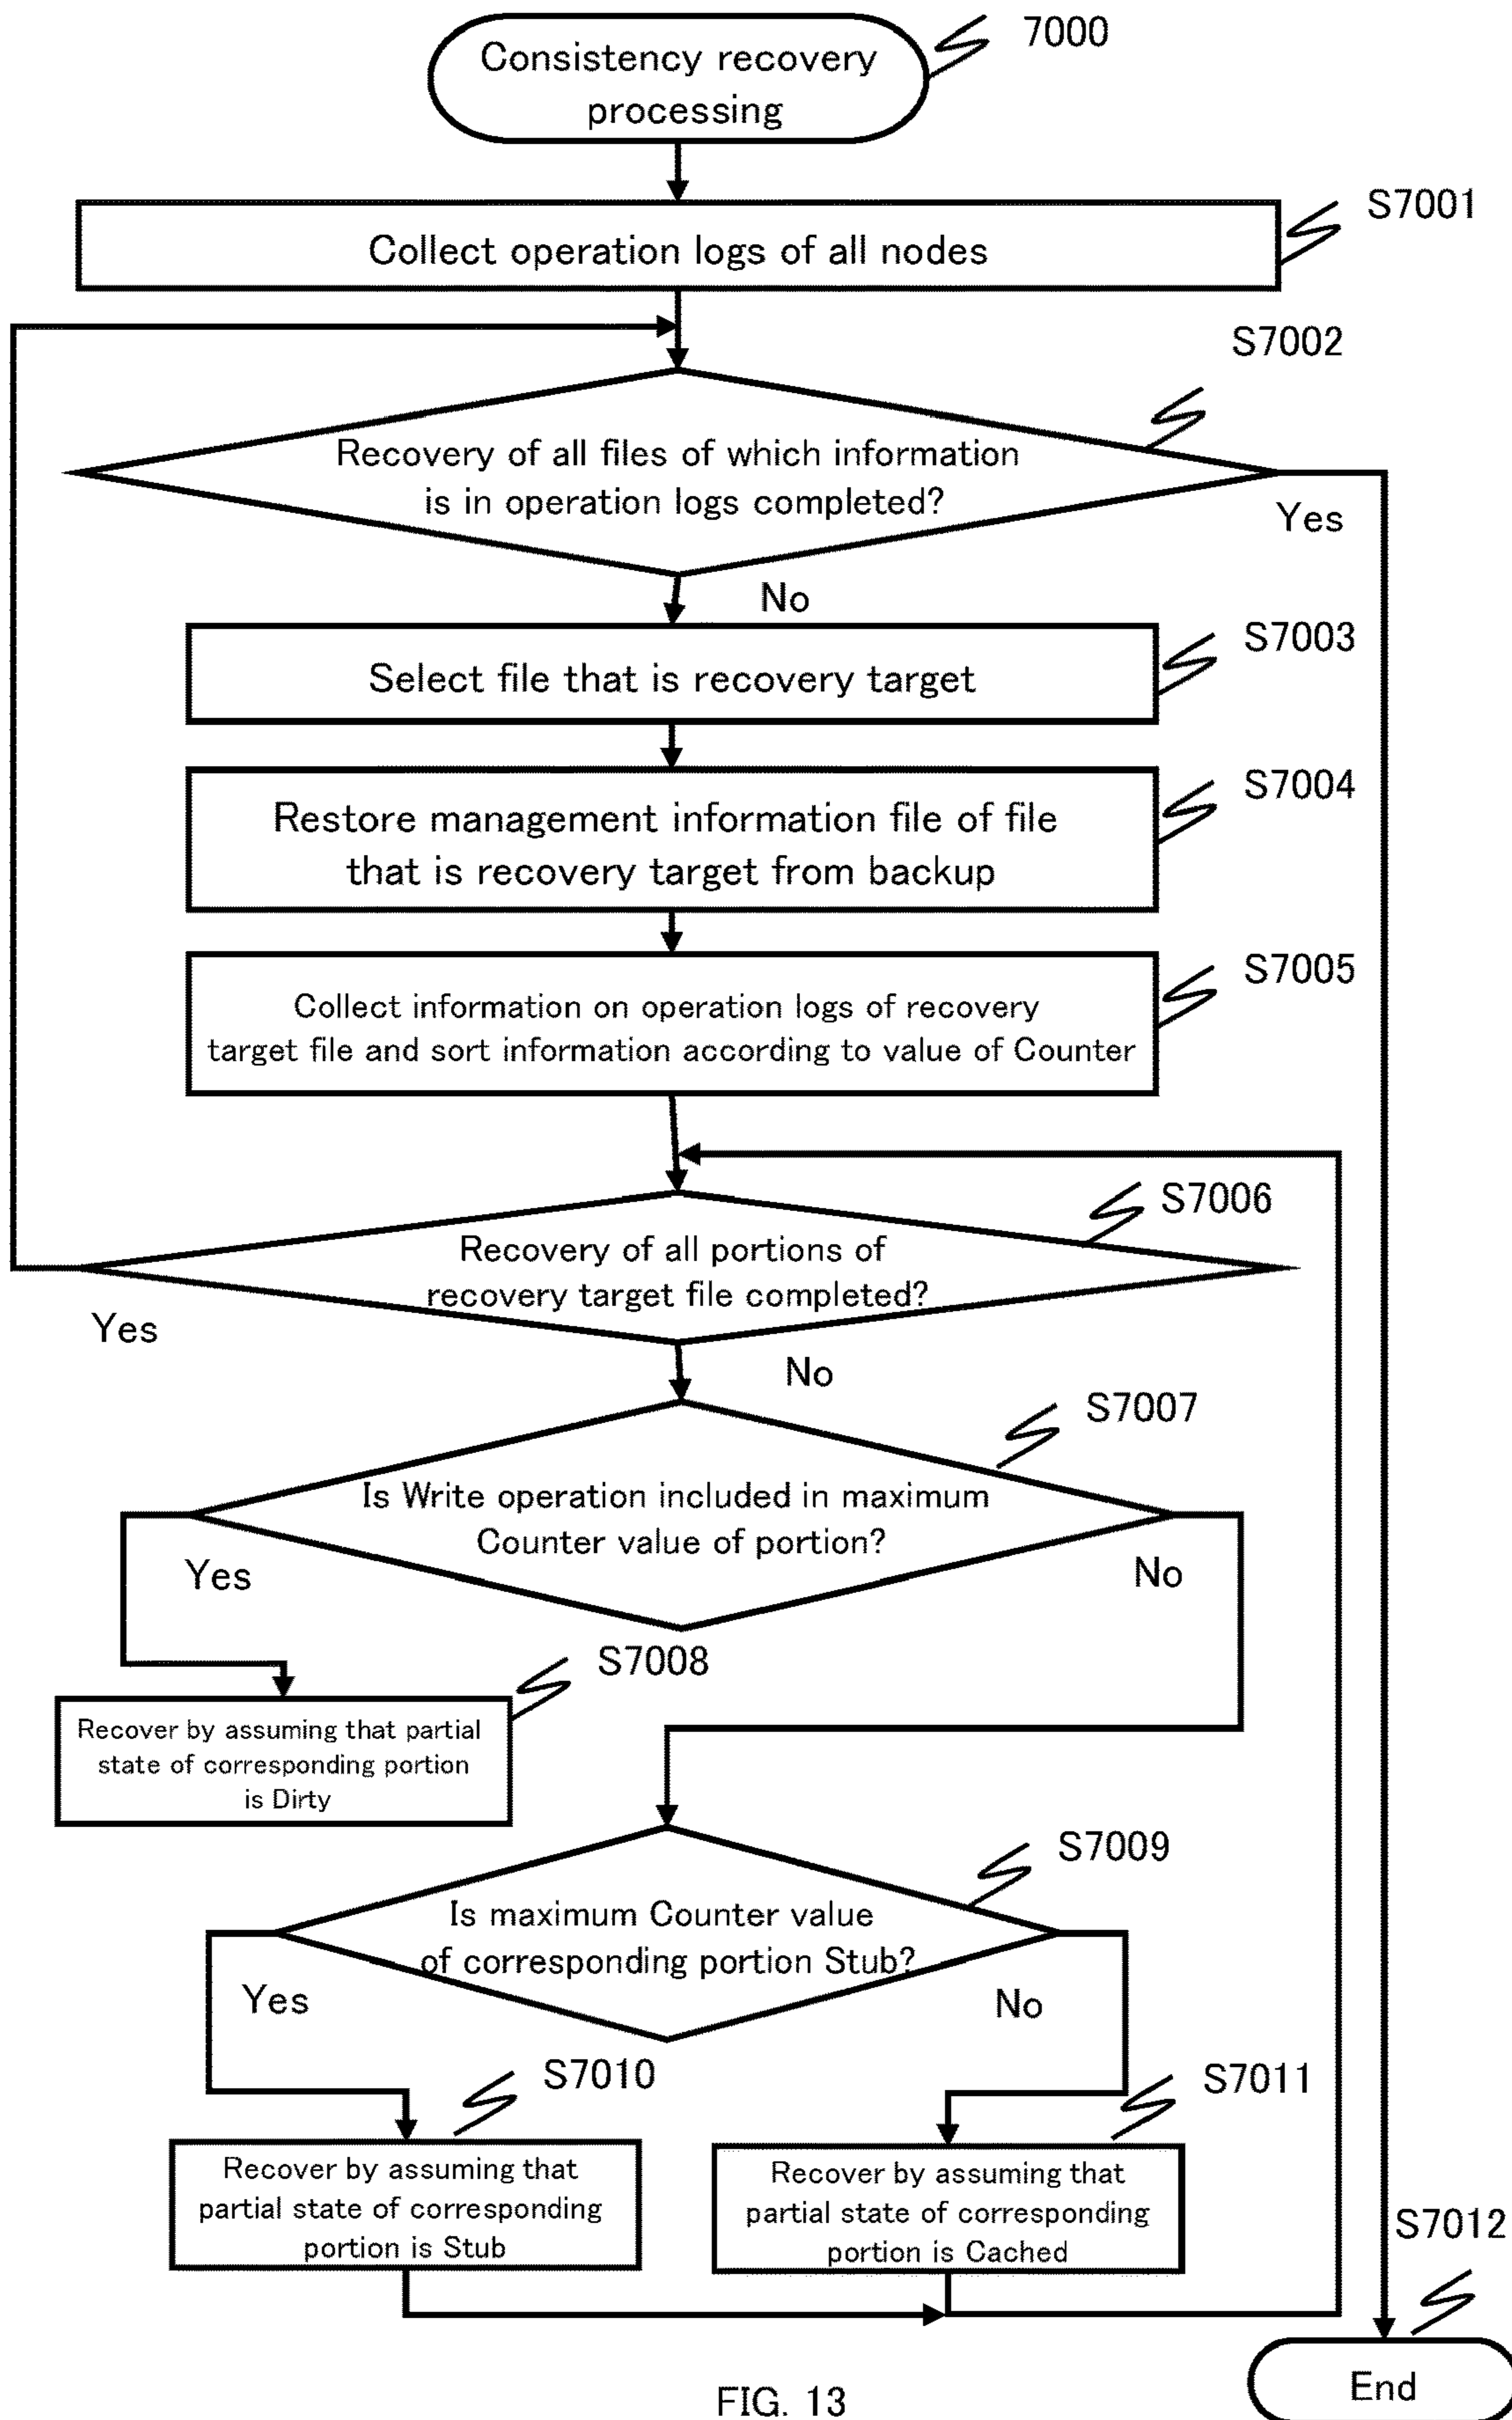 Consistency recovery
processing
7000
S7001
Collect operation logs of all nodes
S7002
Recovery of all files of which information
is in operation logs completed?
Yes
No
S7003
Select file that is recovery target
S7004
Restore management information file of file
that is recovery target from backup
S7005
Collect information on operation logs of recovery
target file and sort information according to value of Counter
S7006
Recovery of all portions of
recovery target file completed?
Yes
No
S7007
Is Write operation included in maximum
Counter value of portion?
Yes
No
S7008
Recover by assuming that partial
state of corresponding portion
is Dirty
S7009
Is maximum Counter value
of corresponding portion Stub?
Yes
No
S7010
S7011
Recover by assuming that
partial state of corresponding
portion is Stub
Recover by assuming that
partial state of corresponding
portion is Cached
S7012
End
FIG. 13